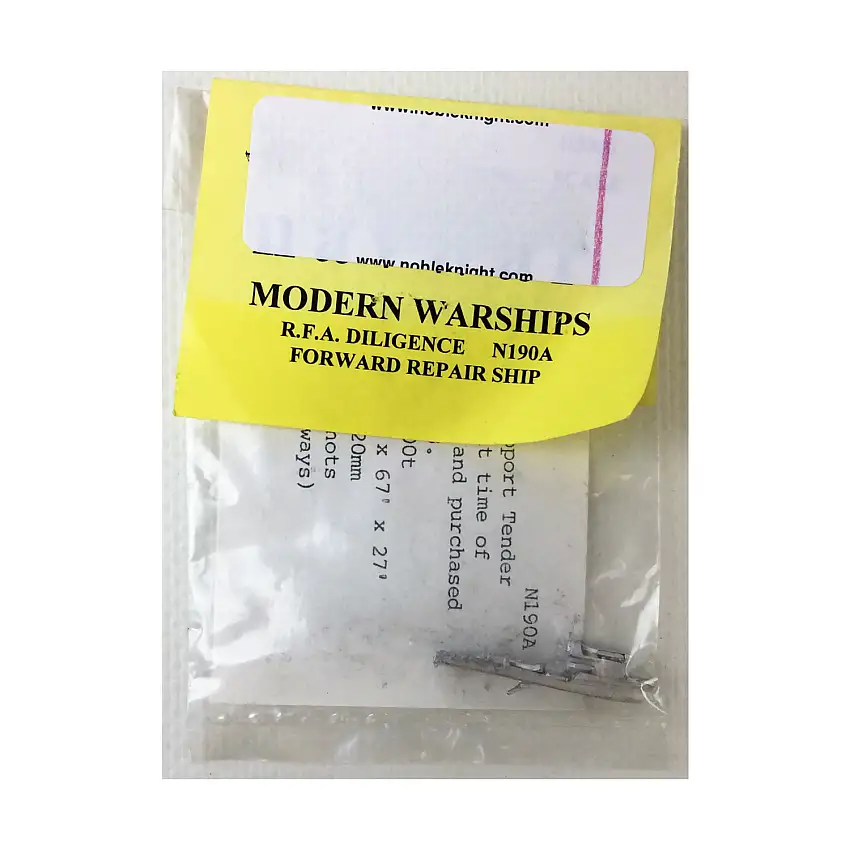 www.nobleknight.com
www.nobleknight.com
MODERN WARSHIPS
R.F.A. DILIGENCE N190A
FORWARD REPAIR SHIP
N190A
pport Tender
t time of
and purchased
.
00t
x 67' x 27'
20mm
nots
ways)